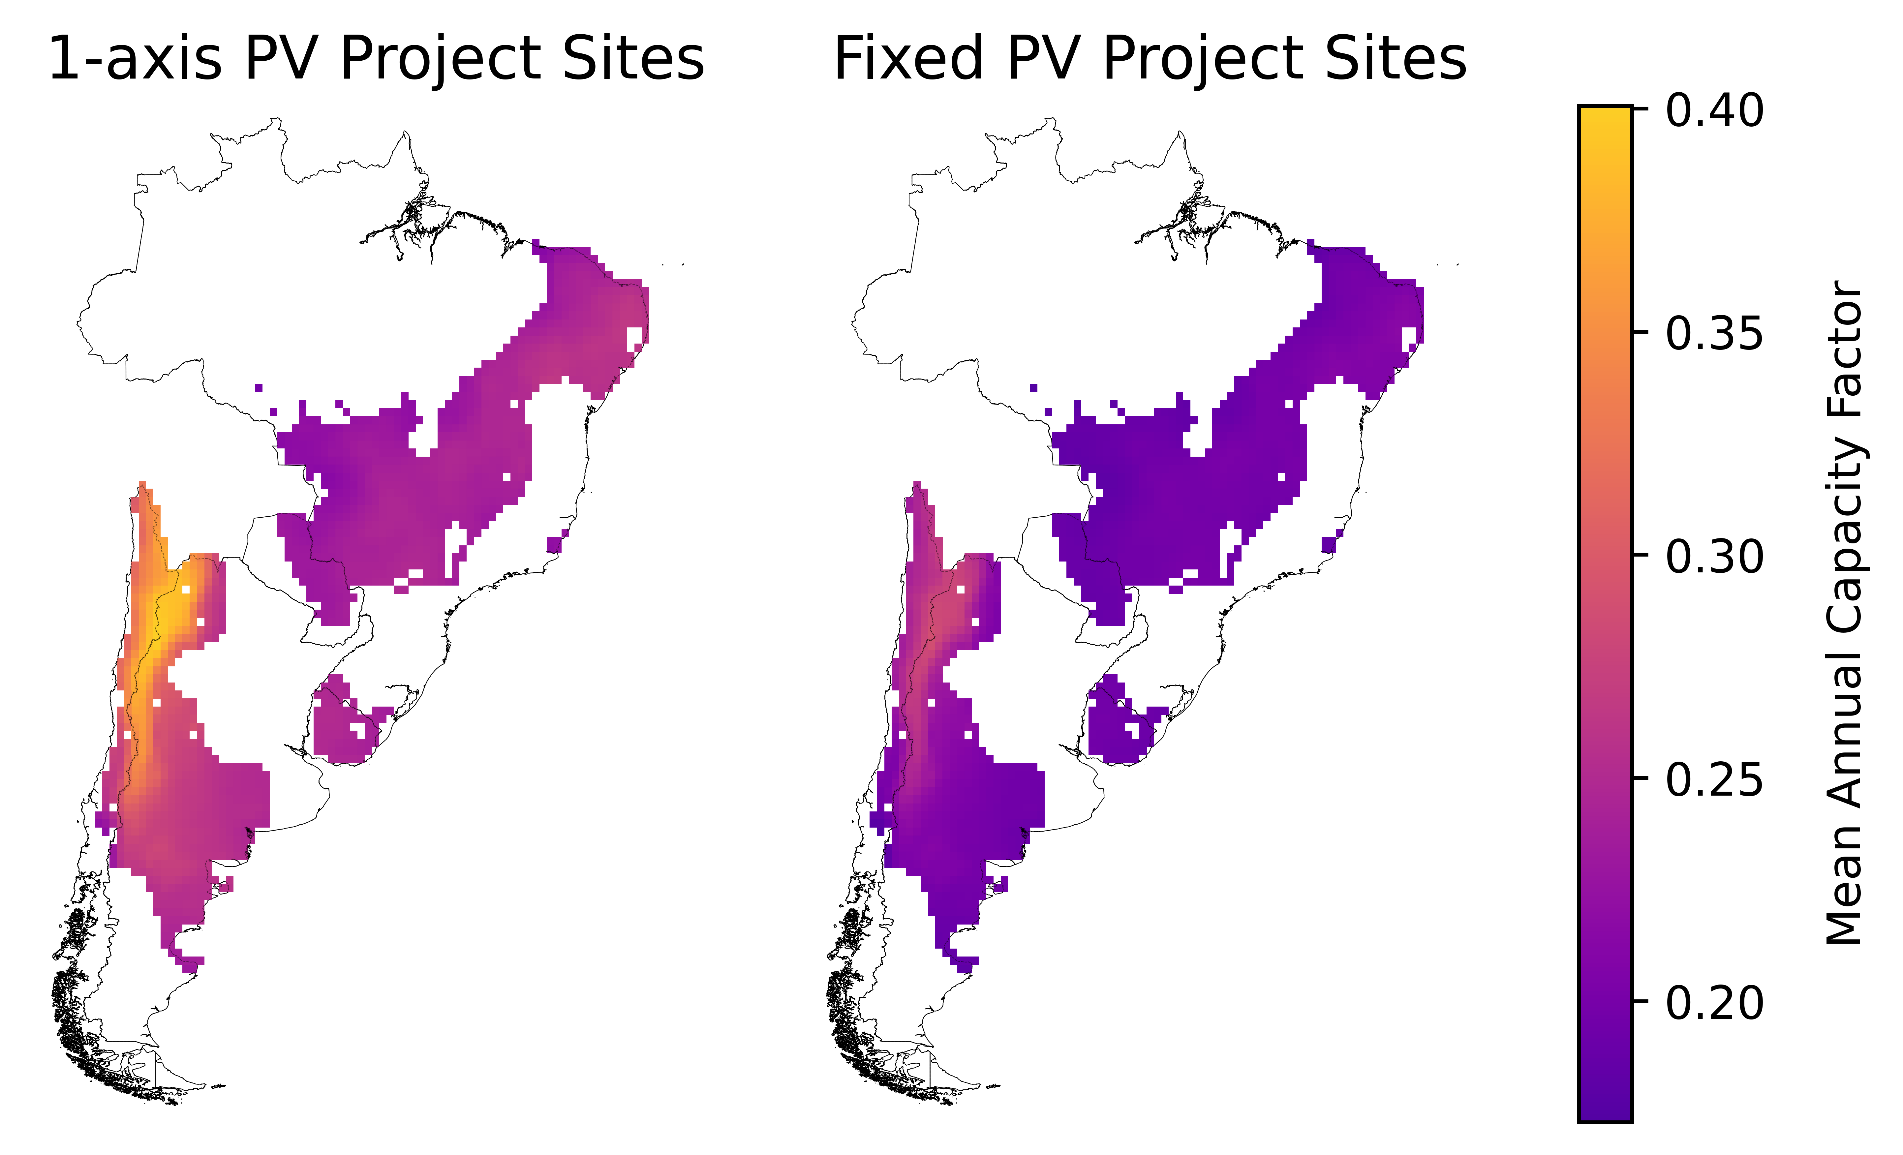 1-axis PV Project Sites
Fixed PV Project Sites
0.40
0.35
0.30
0.25
0.20
Mean Annual Capacity Factor